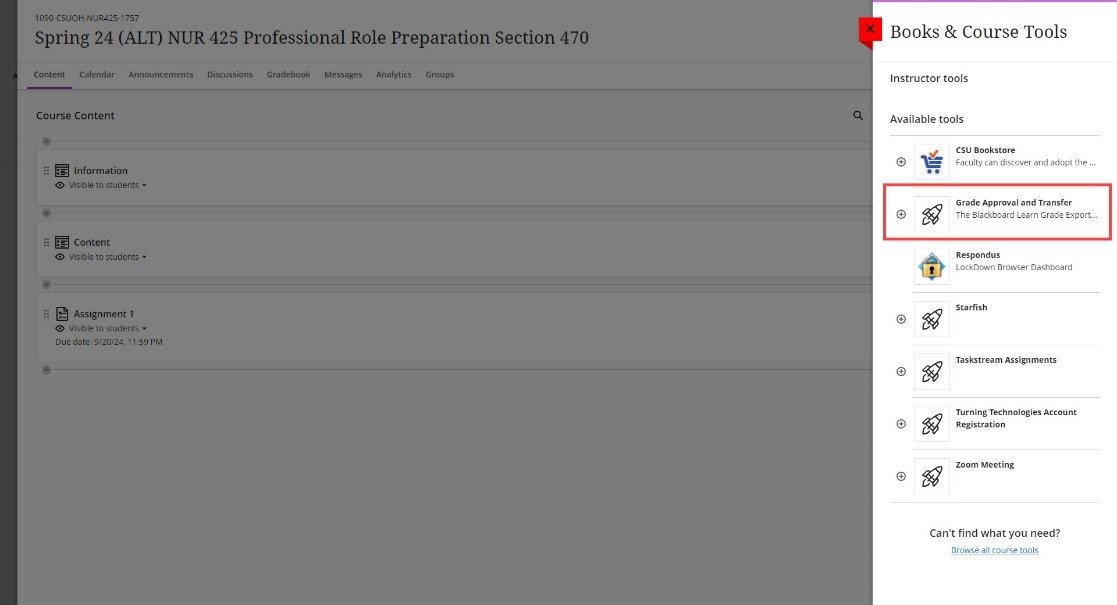 1090-CSUOH-NUR425-1757
Spring 24 (ALT) NUR 425 Professional Role Preparation Section 470
Content Calendar Announcements Discussions Gradebook Messages Analytics Groups
Course Content
Information
Visible to students
Content
Visible to students
Assignment 1
Visible to students
Due date: 9/20/24, 11:59 PM
Books & Course Tools
Instructor tools
Available tools
CSU Bookstore
Faculty can discover and adopt the ...
Grade Approval and Transfer
The Blackboard Learn Grade Export...
Respondus
LockDown Browser Dashboard
Starfish
Taskstream Assignments
Turning Technologies Account
Registration
Zoom Meeting
Can't find what you need?
Browse all course tools